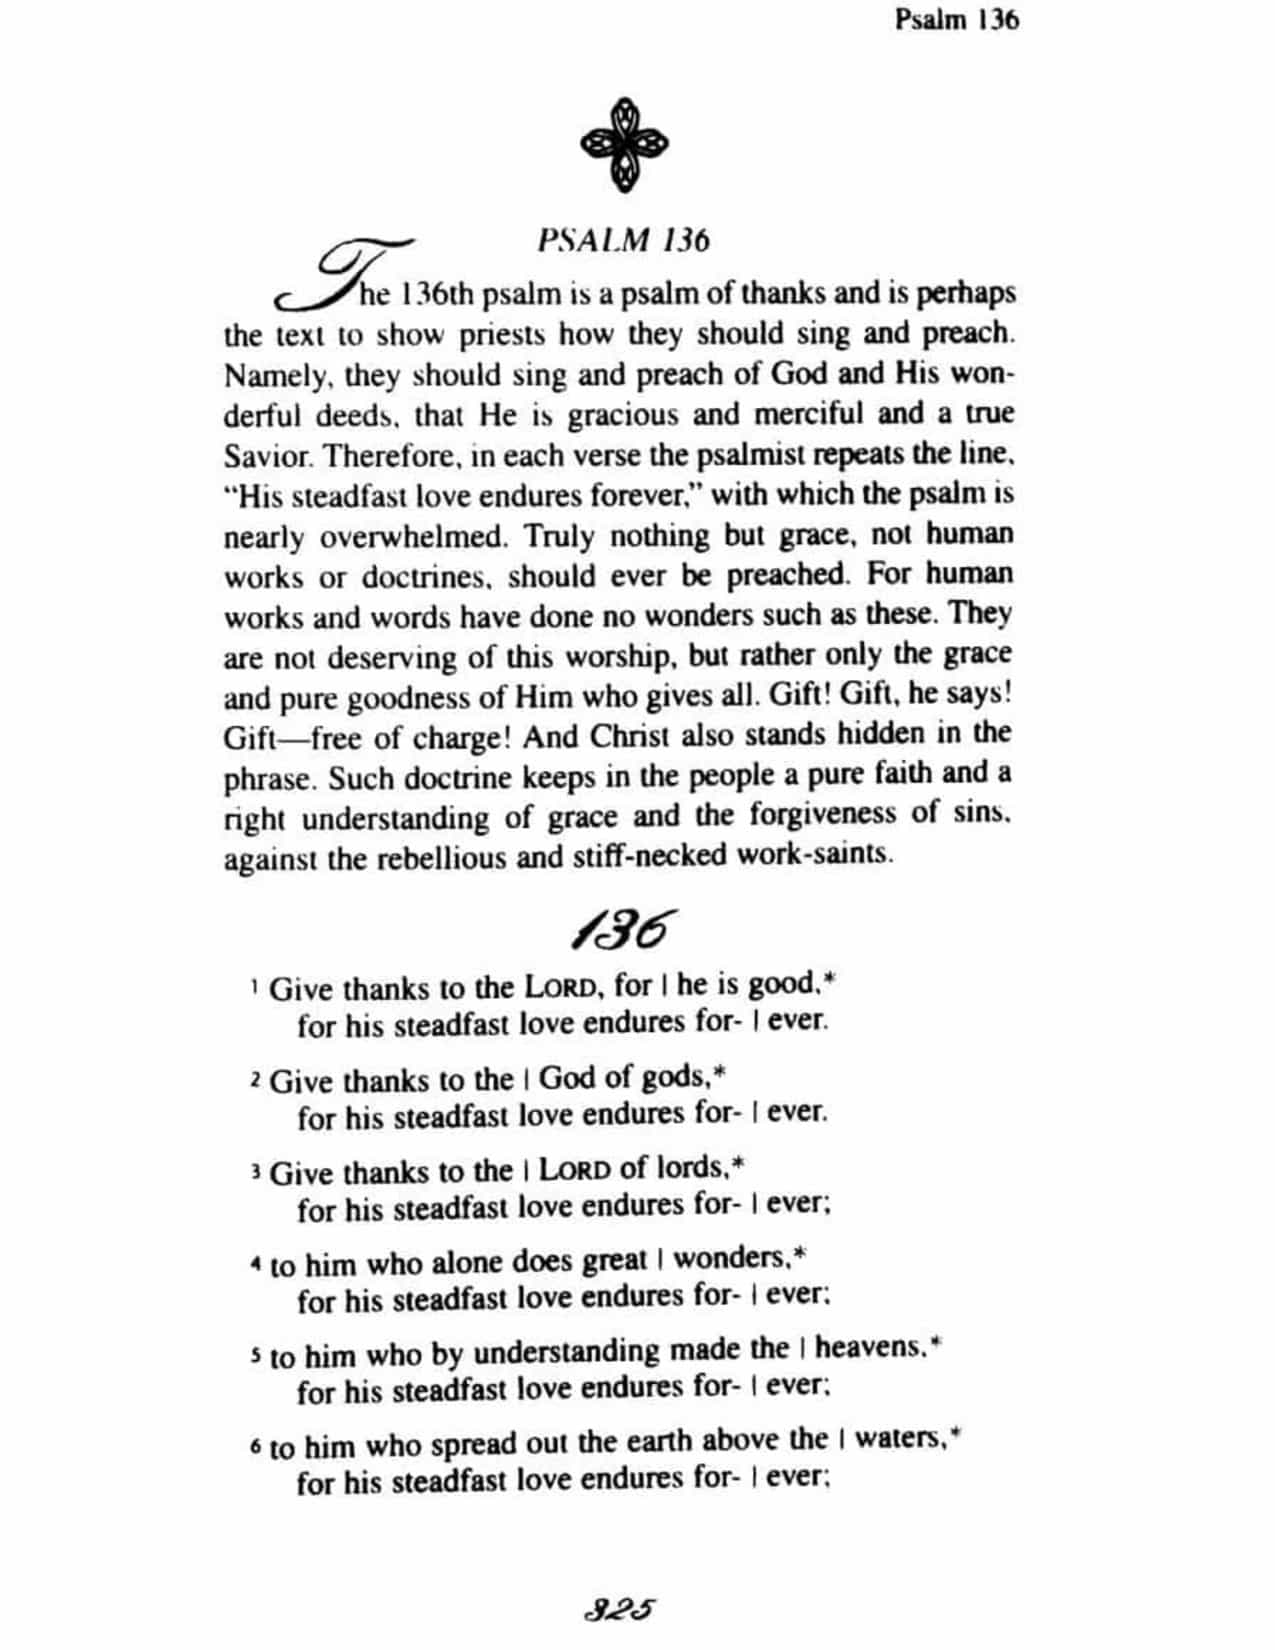 Psalm 136
PSALM 136
The 136th psalm is a psalm of thanks and is perhaps
the text to show priests how they should sing and preach.
Namely, they should sing and preach of God and His won-
derful deeds, that He is gracious and merciful and a true
Savior. Therefore, in each verse the psalmist repeats the line,
“His steadfast love endures forever,” with which the psalm is
nearly overwhelmed. Truly nothing but grace, not human
works or doctrines, should ever be preached. For human
works and words have done no wonders such as these. They
are not deserving of this worship, but rather only the grace
and pure goodness of Him who gives all. Gift! Gift, he says!
Gift—free of charge! And Christ also stands hidden in the
phrase. Such doctrine keeps in the people a pure faith and a
right understanding of grace and the forgiveness of sins,
against the rebellious and stiff-necked work-saints.
136
1 Give thanks to the LORD, for | he is good,*
for his steadfast love endures for- | ever.
2 Give thanks to the | God of gods,*
for his steadfast love endures for- | ever.
3 Give thanks to the | LORD of lords,*
for his steadfast love endures for- | ever;
4 to him who alone does great | wonders,*
for his steadfast love endures for- | ever;
5 to him who by understanding made the | heavens,*
for his steadfast love endures for- | ever;
6 to him who spread out the earth above the | waters,*
for his steadfast love endures for- | ever;
325